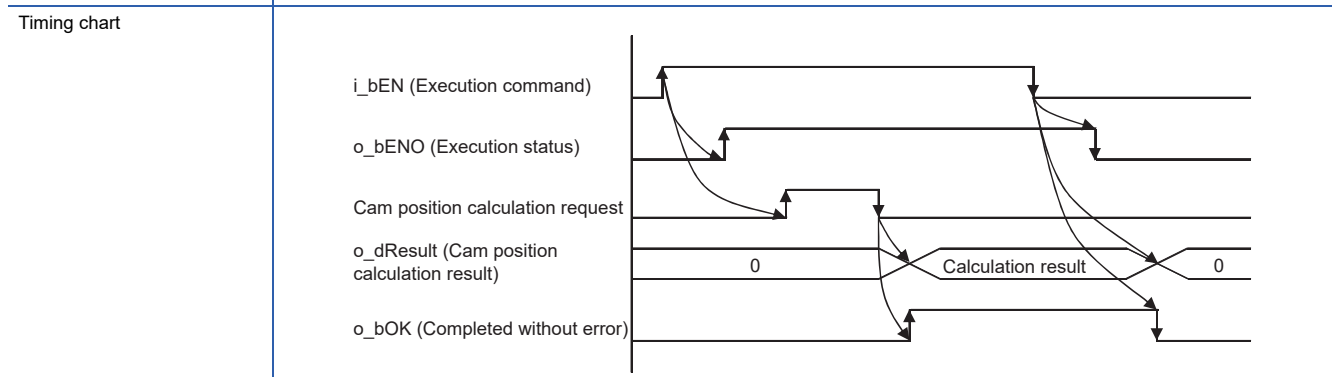 Timing chart
i_bEN (Execution command)
o_bENO (Execution status)
Cam position calculation request
o_dResult (Cam position
calculation result)
0
Calculation result
0
o_bOK (Completed without error)